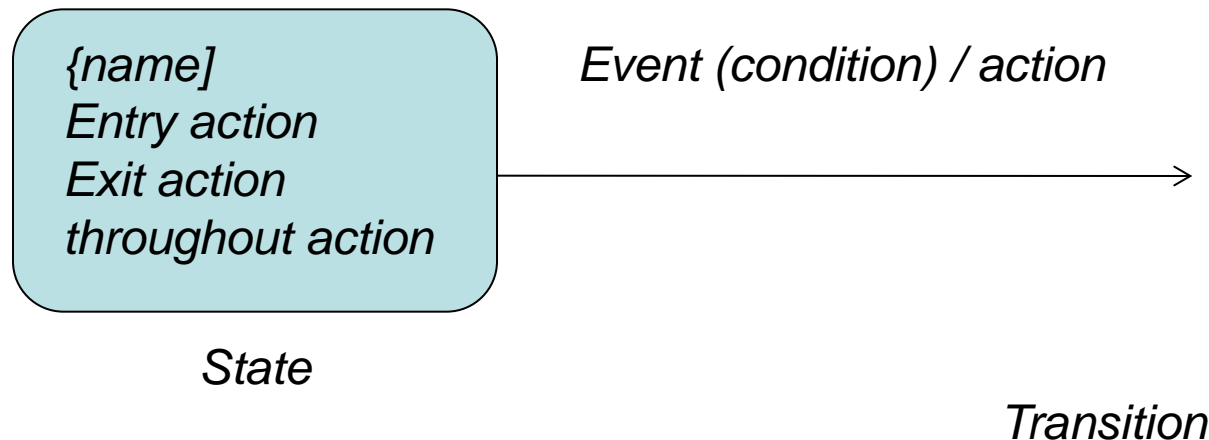 {name]
Entry action
Exit action
throughout action
Event (condition) / action
State
Transition